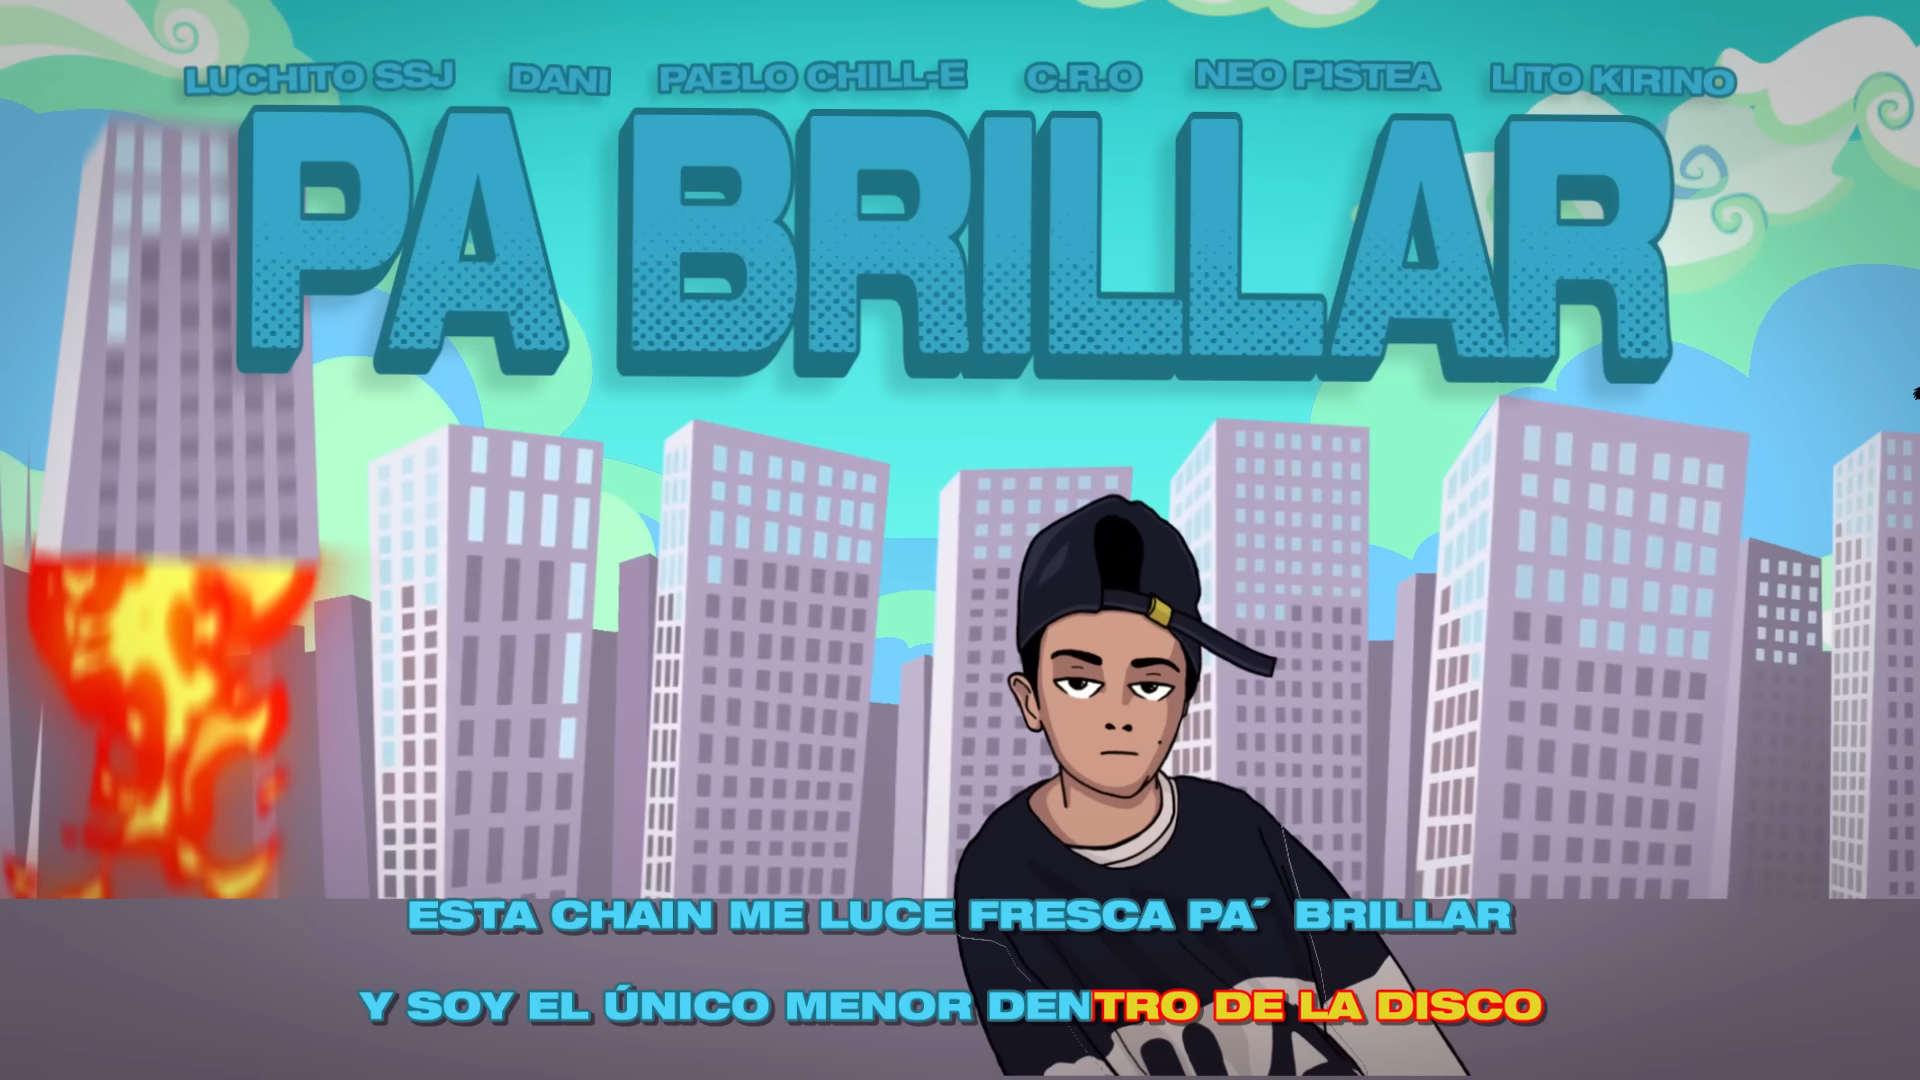 LUCHITO SSJ DANI PABLO CHILL-E C.R.O NEO PISTEA LITO KIRINO
PA BRILLAR
ESTA CHAIN ME LUCE FRESCA PA´ BRILLAR
Y SOY EL ÚNICO MENOR DENTRO DE LA DISCO